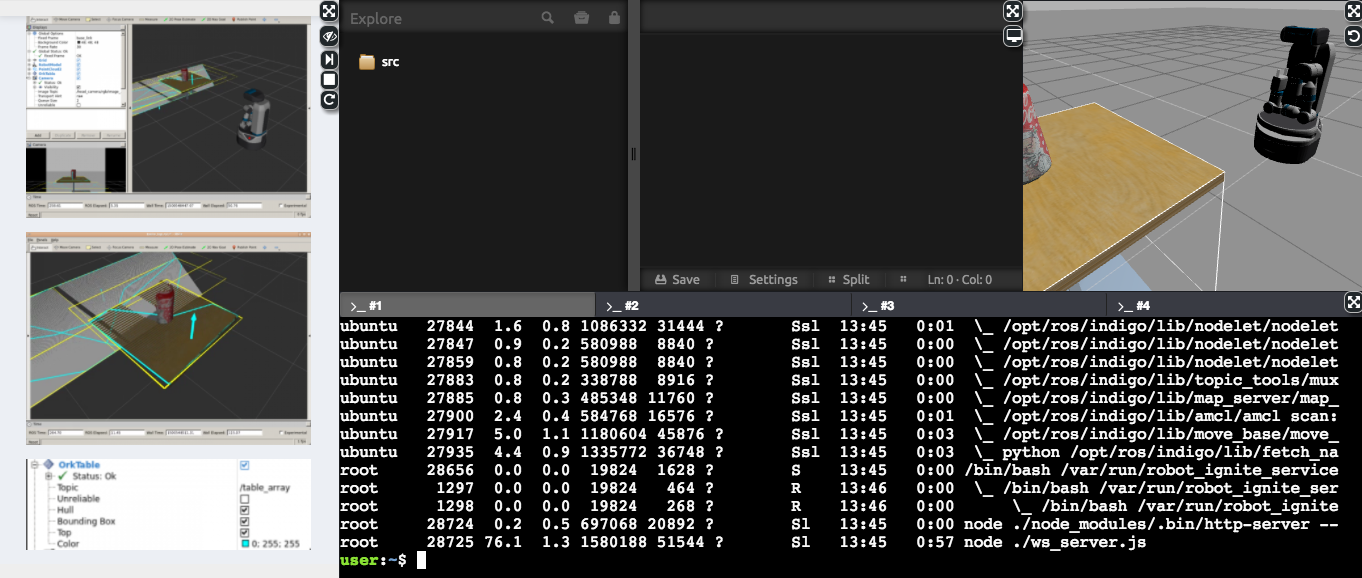 Explore
src
Save
Settings
Split
Ln: 0 · Col: 0
>_ #1
>_ #2
>_ #3
>_ #4
ubuntu 27844 1.6 0.8 1086332 31444 ? Ssl 13:45 0:01 \_ /opt/ros/indigo/lib/nodelet/nodelet
ubuntu 27847 0.9 0.2 580988 8840 ? Ssl 13:45 0:00 \_ /opt/ros/indigo/lib/nodelet/nodelet
ubuntu 27859 0.8 0.2 580988 8840 ? Ssl 13:45 0:00 \_ /opt/ros/indigo/lib/nodelet/nodelet
ubuntu 27883 0.8 0.2 338788 8916 ? Ssl 13:45 0:00 \_ /opt/ros/indigo/lib/topic_tools/mux
ubuntu 27885 0.8 0.3 485348 11760 ? Ssl 13:45 0:00 \_ /opt/ros/indigo/lib/map_server/map_
ubuntu 27900 2.4 0.4 584768 16576 ? Ssl 13:45 0:01 \_ /opt/ros/indigo/lib/amcl/amcl scan:
ubuntu 27917 5.0 1.1 1180604 45876 ? Ssl 13:45 0:03 \_ /opt/ros/indigo/lib/move_base/move_
ubuntu 27935 4.4 0.9 1335772 36748 ? Ssl 13:45 0:03 \_ python /opt/ros/indigo/lib/fetch_na
root 28656 0.0 0.0 19824 1628 ? S 13:45 0:00 /bin/bash /var/run/robot_ignite_service
root 1297 0.0 0.0 19824 464 ? R 13:46 0:00 \_ /bin/bash /var/run/robot_ignite_ser
root 1298 0.0 0.0 19824 268 ? R 13:46 0:00 \_ /bin/bash /var/run/robot_ignite
root 28724 0.2 0.5 697068 20892 ? Sl 13:45 0:00 node ./node_modules/.bin/http-server --
root 28725 76.1 1.3 1580188 51544 ? Sl 13:45 0:57 node ./ws_server.js
user:~$
OrkTable
Status: Ok
Topic /table_array
Unreliable
Hull
Bounding Box
Top
Color 0; 255; 255